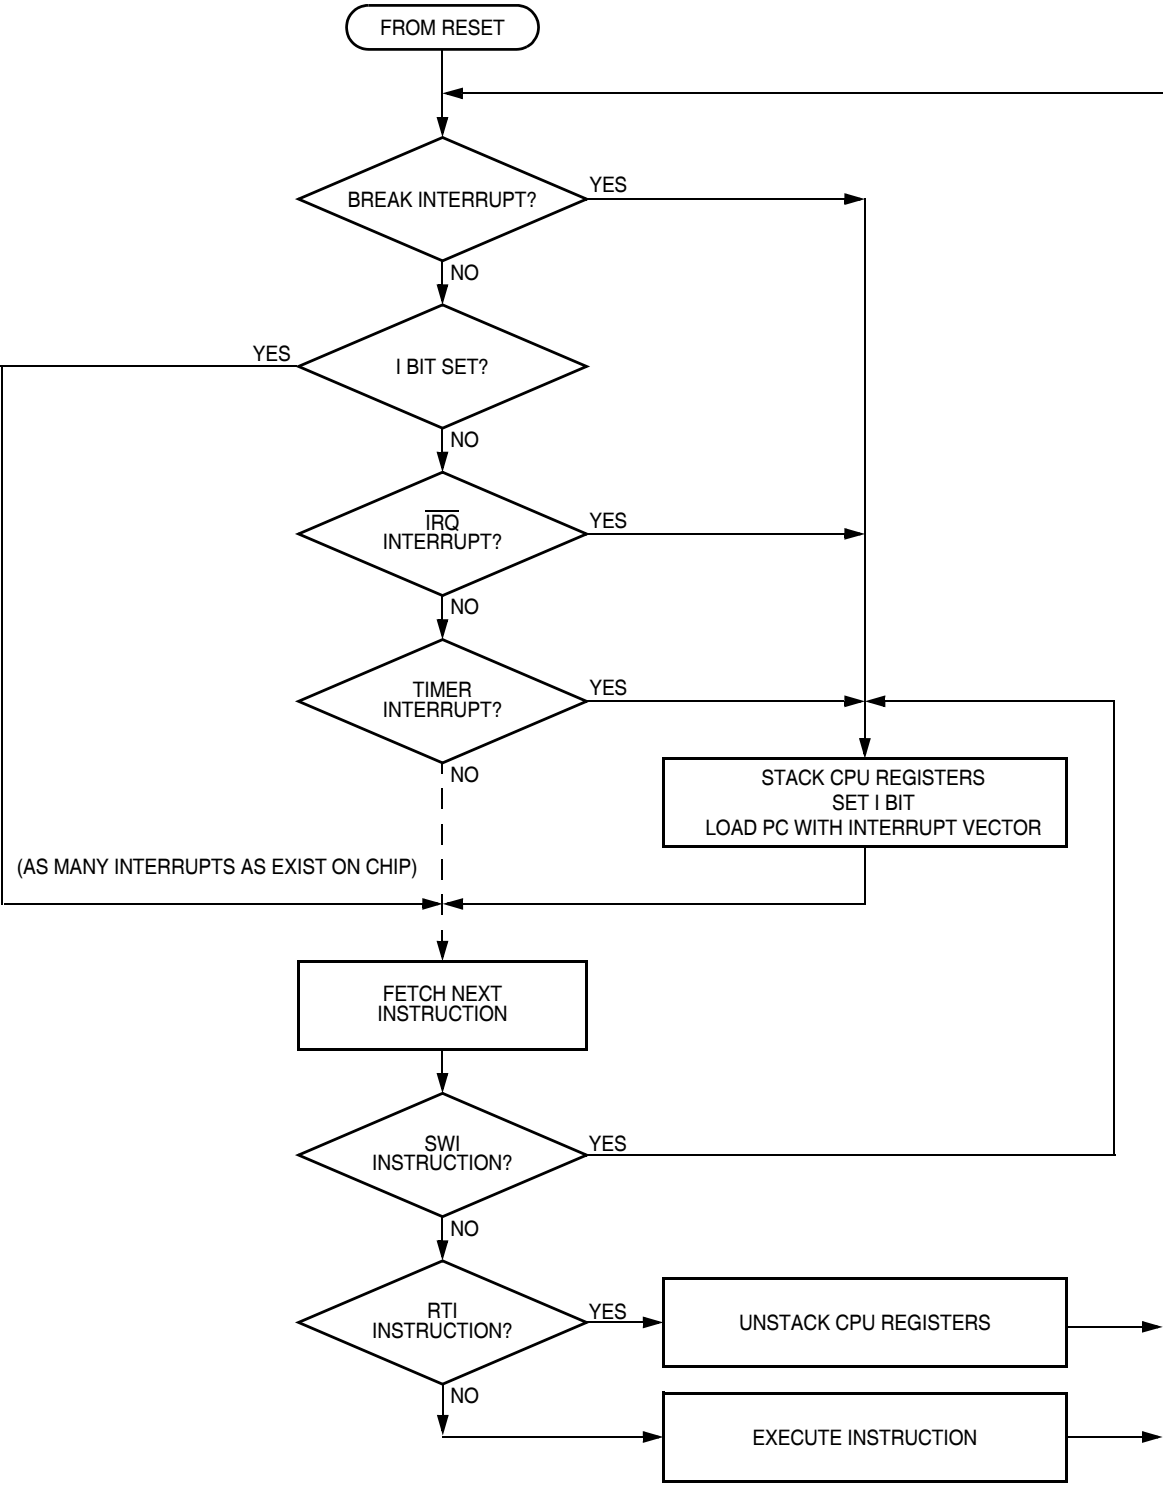 FROM RESET
BREAK INTERRUPT?
YES
NO
I BIT SET?
YES
NO
IRQ
INTERRUPT?
YES
NO
TIMER
INTERRUPT?
YES
NO
STACK CPU REGISTERS
SET I BIT
LOAD PC WITH INTERRUPT VECTOR
(AS MANY INTERRUPTS AS EXIST ON CHIP)
FETCH NEXT
INSTRUCTION
SWI
INSTRUCTION?
YES
NO
RTI
INSTRUCTION?
YES
UNSTACK CPU REGISTERS
NO
EXECUTE INSTRUCTION